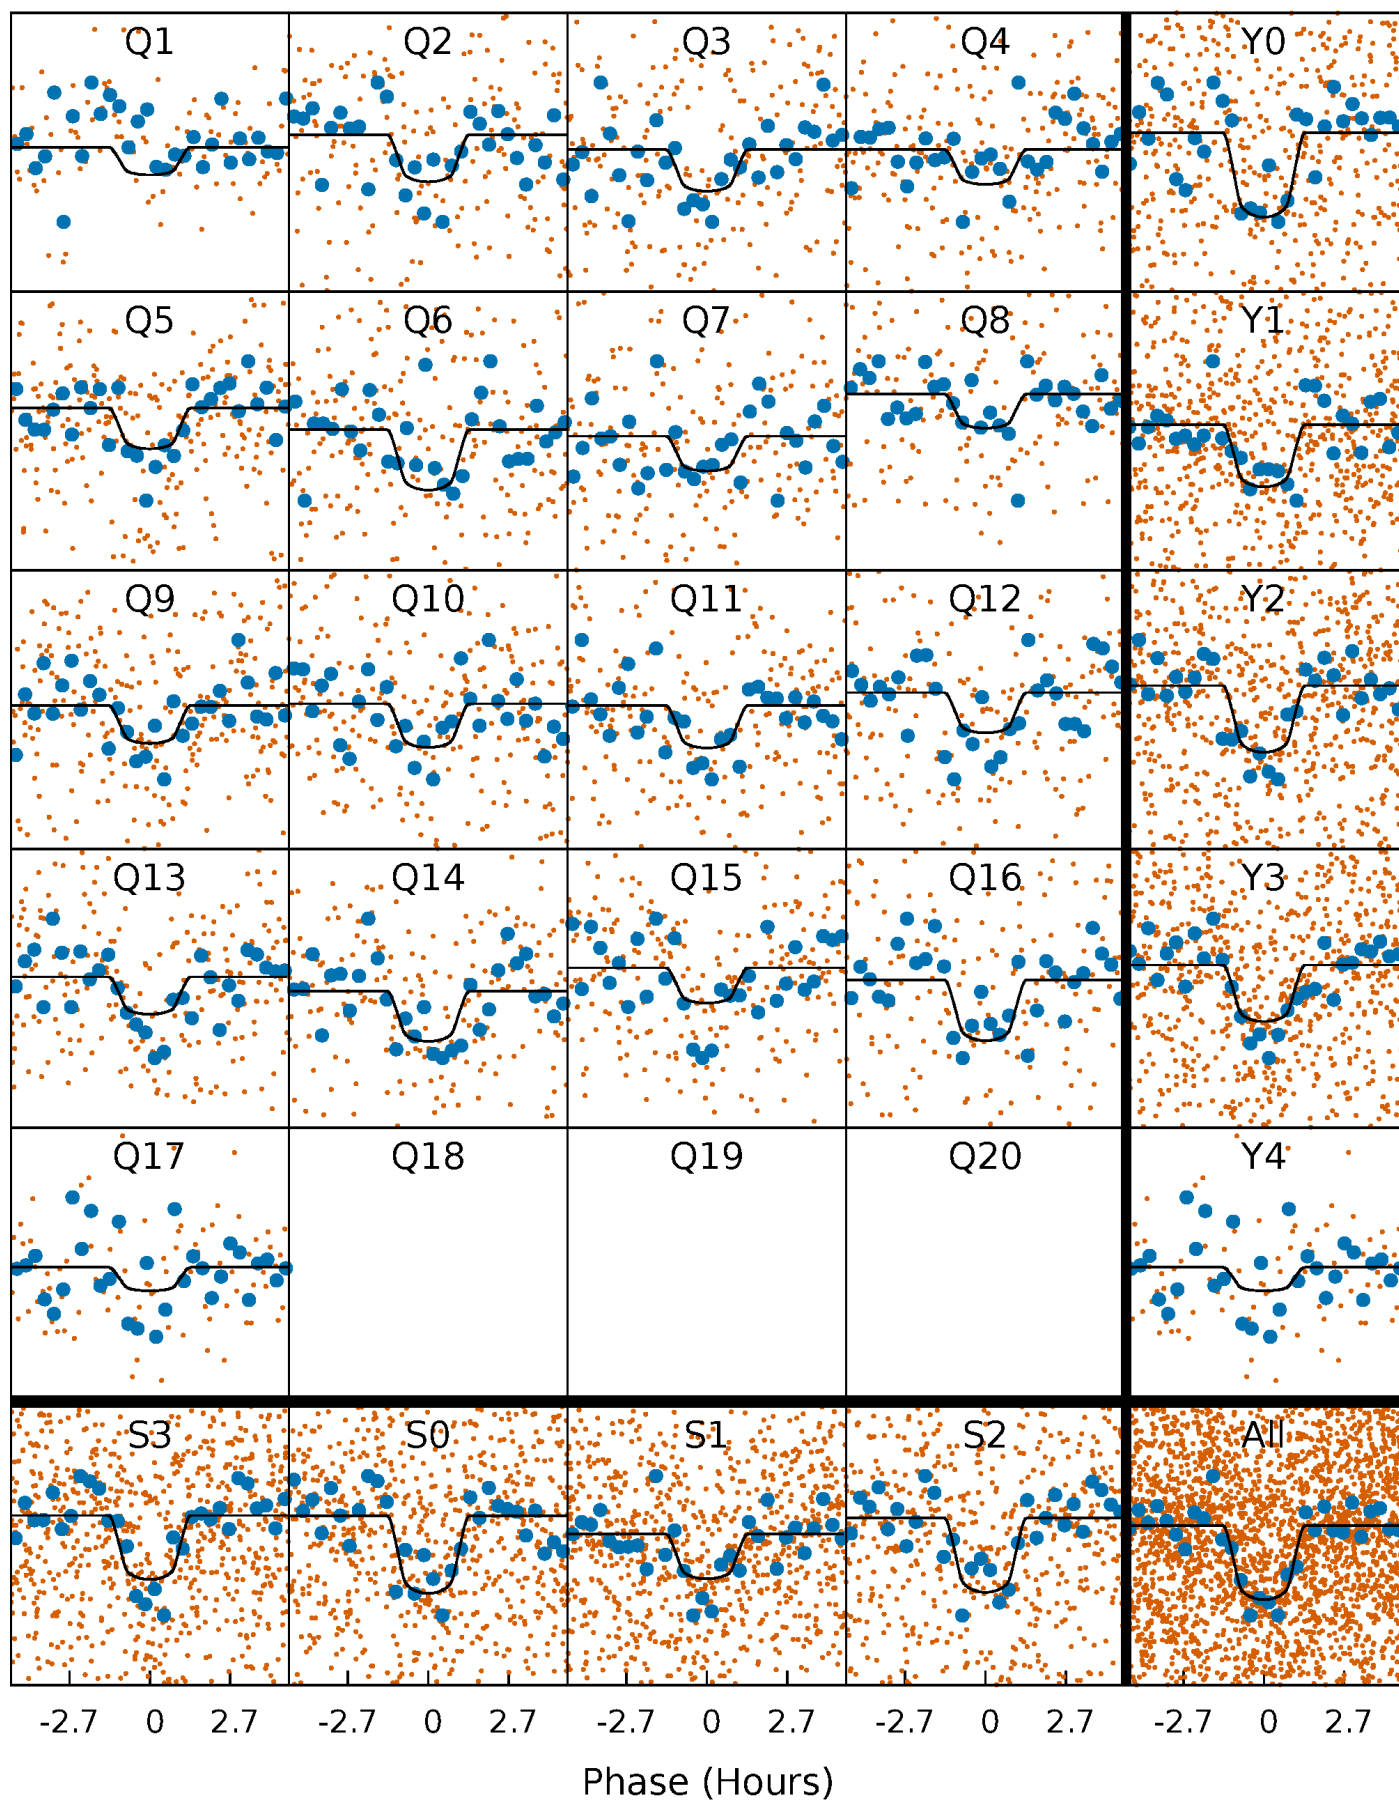 Q1 Q2 Q3 Q4 Y0
Q5 Q6 Q7 Q8 Y1
Q9 Q10 Q11 Q12 Y2
Q13 Q14 Q15 Q16 Y3
Q17 Q18 Q19 Q20 Y4
S3 S0 S1 S2 All
-2.7 0 2.7 -2.7 0 2.7 -2.7 0 2.7 -2.7 0 2.7 -2.7 0 2.7
Phase (Hours)